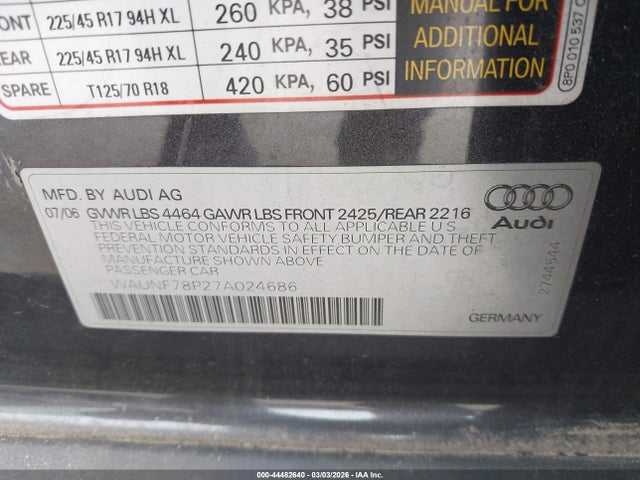 ONT 225/45 R17 94H XL 260 KPA, 38 PSI
EAR 225/45 R17 94H XL 240 KPA, 35 PSI
SPARE T125/70 R18 420 KPA, 60 PSI
MANUAL FOR
ADDITIONAL
INFORMATION
8P0 010 537 C
MFD. BY AUDI AG
07/06 GVWR LBS 4464 GAWR LBS FRONT 2425/REAR 2216
THIS VEHICLE CONFORMS TO ALL APPLICABLE U S
FEDERAL MOTOR VEHICLE SAFETY BUMPER AND THEFT
PREVENTION STANDARDS IN EFFECT ON THE DATE OF
MANUFACTURE SHOWN ABOVE
PASSENGER CAR
WAUNF78P27A024686
Audi
2744544
GERMANY
000-44482640 - 03/03/2026 - IAAI, Inc.